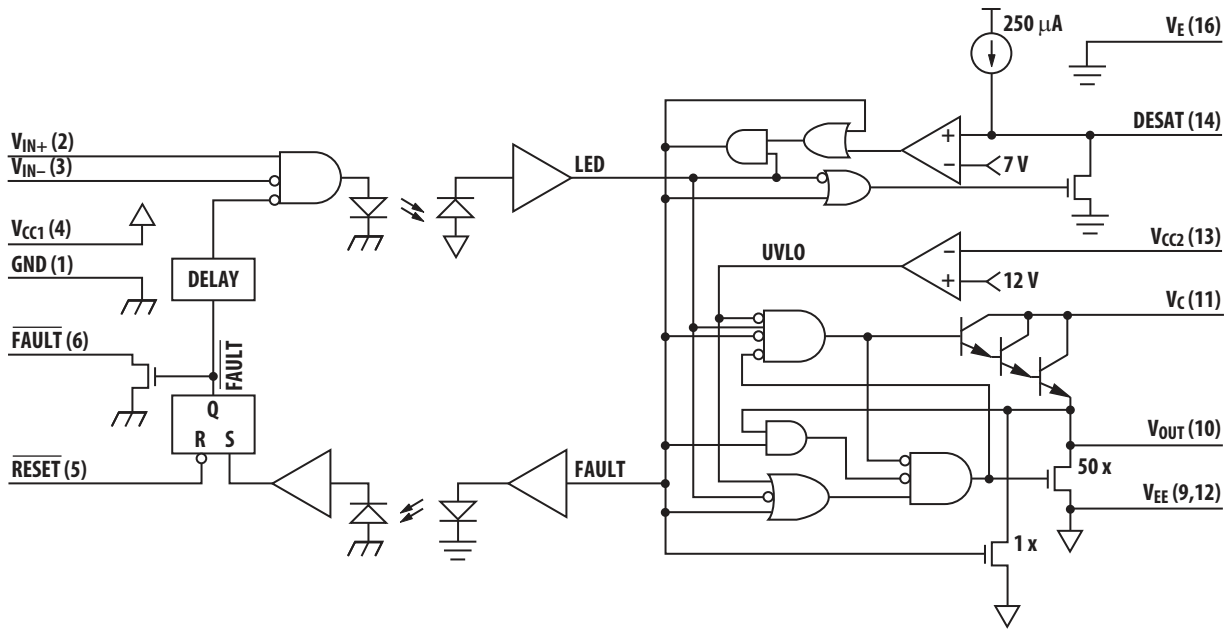 250 μA
V_E (16)
V_IN+ (2)
V_IN– (3)
DESAT (14)
LED
7 V
V_CC1 (4)
UVLO
V_CC2 (13)
GND (1)
DELAY
12 V
V_C (11)
FAULT (6)
FAULT
Q
R S
V_OUT (10)
RESET (5)
FAULT
50 x
V_EE (9,12)
1 x